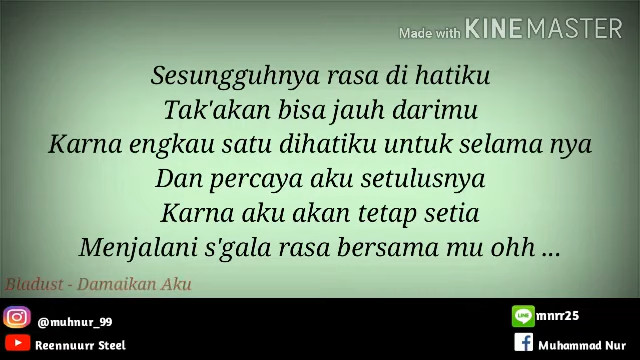 Made with KINEMASTER
Sesungguhnya rasa di hatiku
Tak'akan bisa jauh darimu
Karna engkau satu dihatiku untuk selama nya
Dan percaya aku setulusnya
Karna aku akan tetap setia
Menjalani s'gala rasa bersama mu ohh ...
Bladust - Damaikan Aku
@muhnur_99
LINE mnrr25
Reennuurr Steel
Muhammad Nur